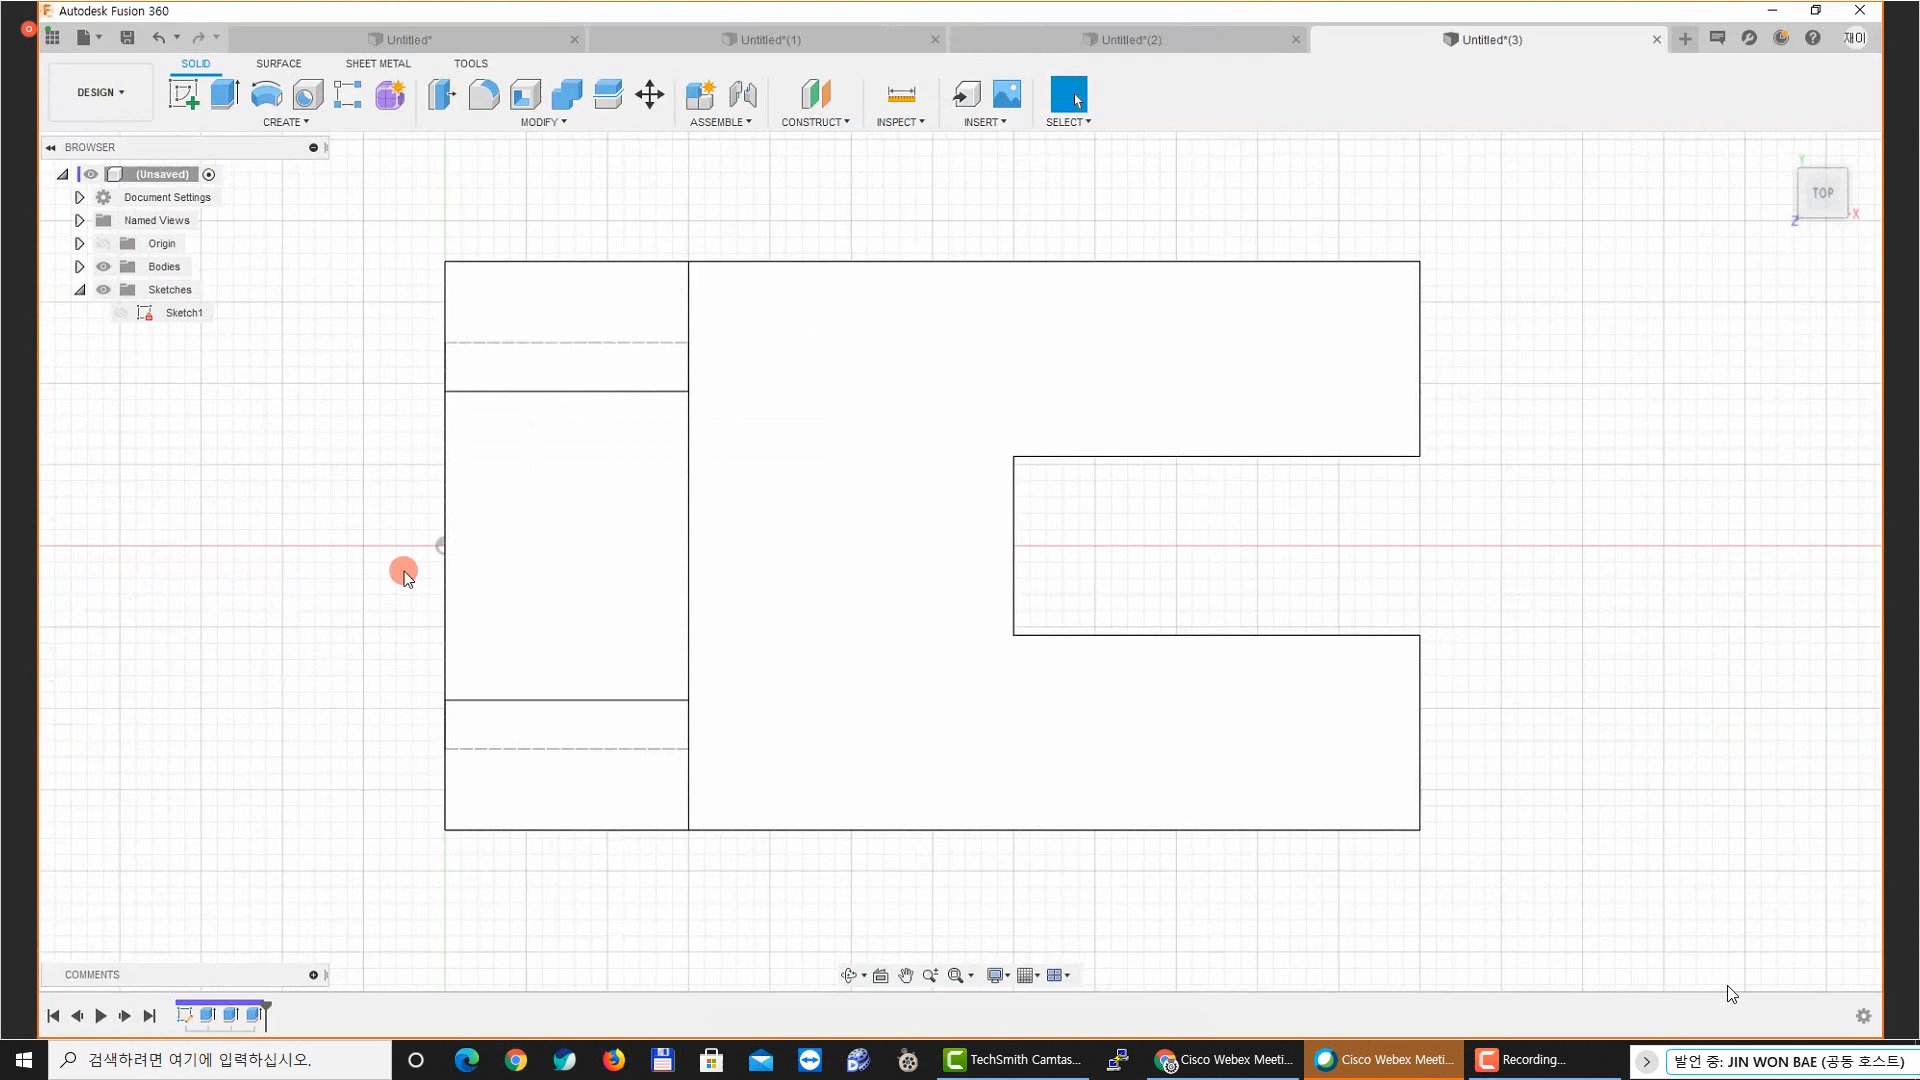 Autodesk Fusion 360
Untitled*
Untitled*(1)
Untitled*(2)
Untitled*(3)
재이
SOLID
SURFACE
SHEET METAL
TOOLS
DESIGN
CREATE
MODIFY
ASSEMBLE
CONSTRUCT
INSPECT
INSERT
SELECT
BROWSER
(Unsaved)
Document Settings
Named Views
Origin
Bodies
Sketches
Sketch1
Y
TOP
X
Z
COMMENTS
검색하려면 여기에 입력하십시오.
TechSmith Camtas...
Cisco Webex Meeti...
Cisco Webex Meeti...
Recording...
발언 중: JIN WON BAE (공동 호스트)